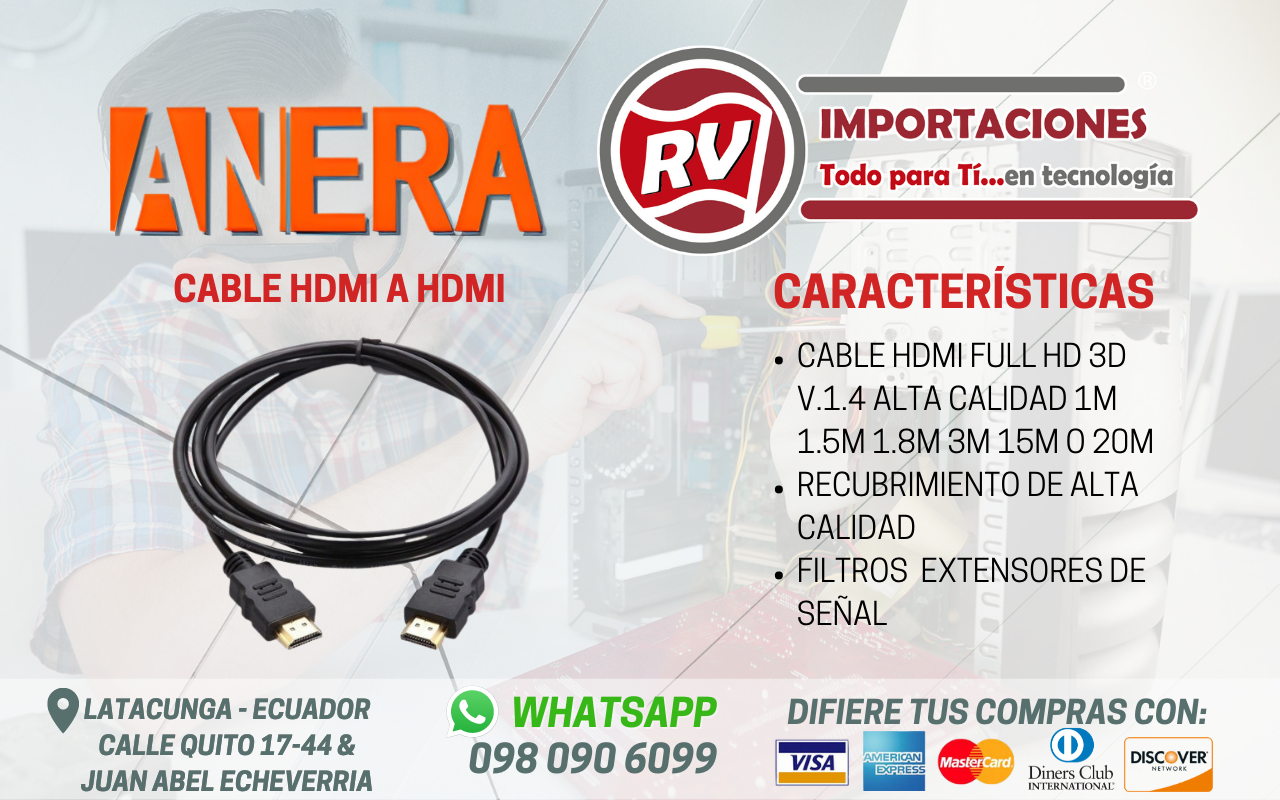 ANERA
CABLE HDMI A HDMI
RV
®
IMPORTACIONES
Todo para Tí...en tecnología
CARACTERÍSTICAS
• CABLE HDMI FULL HD 3D
V.1.4 ALTA CALIDAD 1M
1.5M 1.8M 3M 15M O 20M
• RECUBRIMIENTO DE ALTA
CALIDAD
• FILTROS EXTENSORES DE
SEÑAL
LATACUNGA - ECUADOR
CALLE QUITO 17-44 &
JUAN ABEL ECHEVERRIA
WHATSAPP
098 090 6099
DIFIERE TUS COMPRAS CON:
VISA
AMERICAN
EXPRESS
MasterCard
Diners Club
INTERNATIONAL
DISCOVER
NETWORK